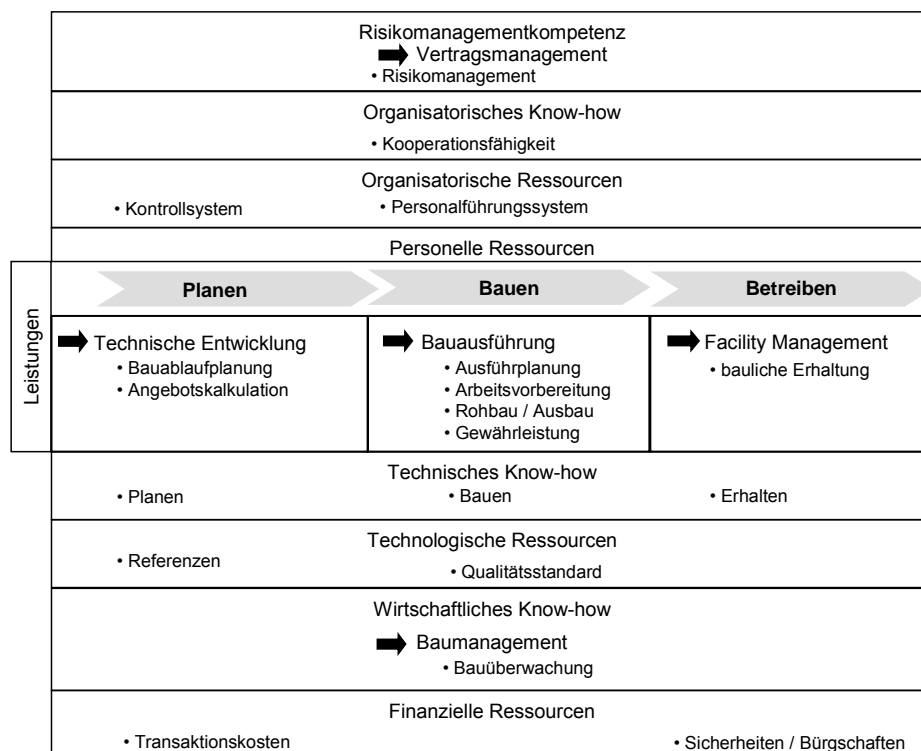 Risikomanagementkompetenz
Vertragsmanagement
• Risikomanagement
Organisatorisches Know-how
• Kooperationsfähigkeit
Organisatorische Ressourcen
• Kontrollsystem • Personalführungssystem
Personelle Ressourcen
Leistungen
Planen Bauen Betreiben
Technische Entwicklung
• Bauablaufplanung
• Angebotskalkulation
Bauausführung
• Ausführplanung
• Arbeitsvorbereitung
• Rohbau / Ausbau
• Gewährleistung
Facility Management
• bauliche Erhaltung
Technisches Know-how
• Planen • Bauen • Erhalten
Technologische Ressourcen
• Referenzen
• Qualitätsstandard
Wirtschaftliches Know-how
Baumanagement
• Bauüberwachung
Finanzielle Ressourcen
• Transaktionskosten • Sicherheiten / Bürgschaften